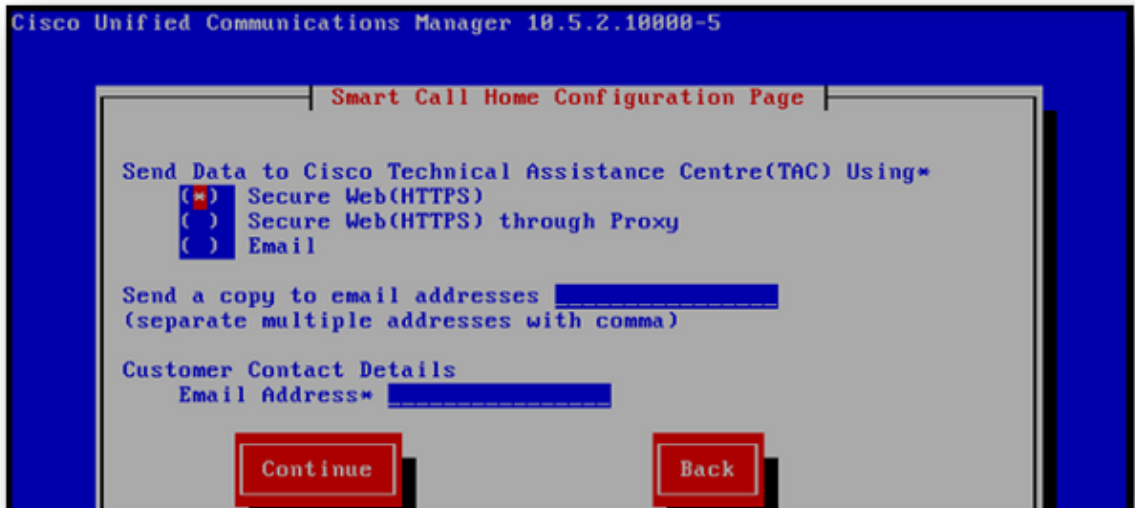 Cisco Unified Communications Manager 10.5.2.10000-5
Smart Call Home Configuration Page
Send Data to Cisco Technical Assistance Centre(TAC) Using*
(*) Secure Web(HTTPS)
( ) Secure Web(HTTPS) through Proxy
( ) Email
Send a copy to email addresses ________________
(separate multiple addresses with comma)
Customer Contact Details
Email Address* ________________
Continue Back